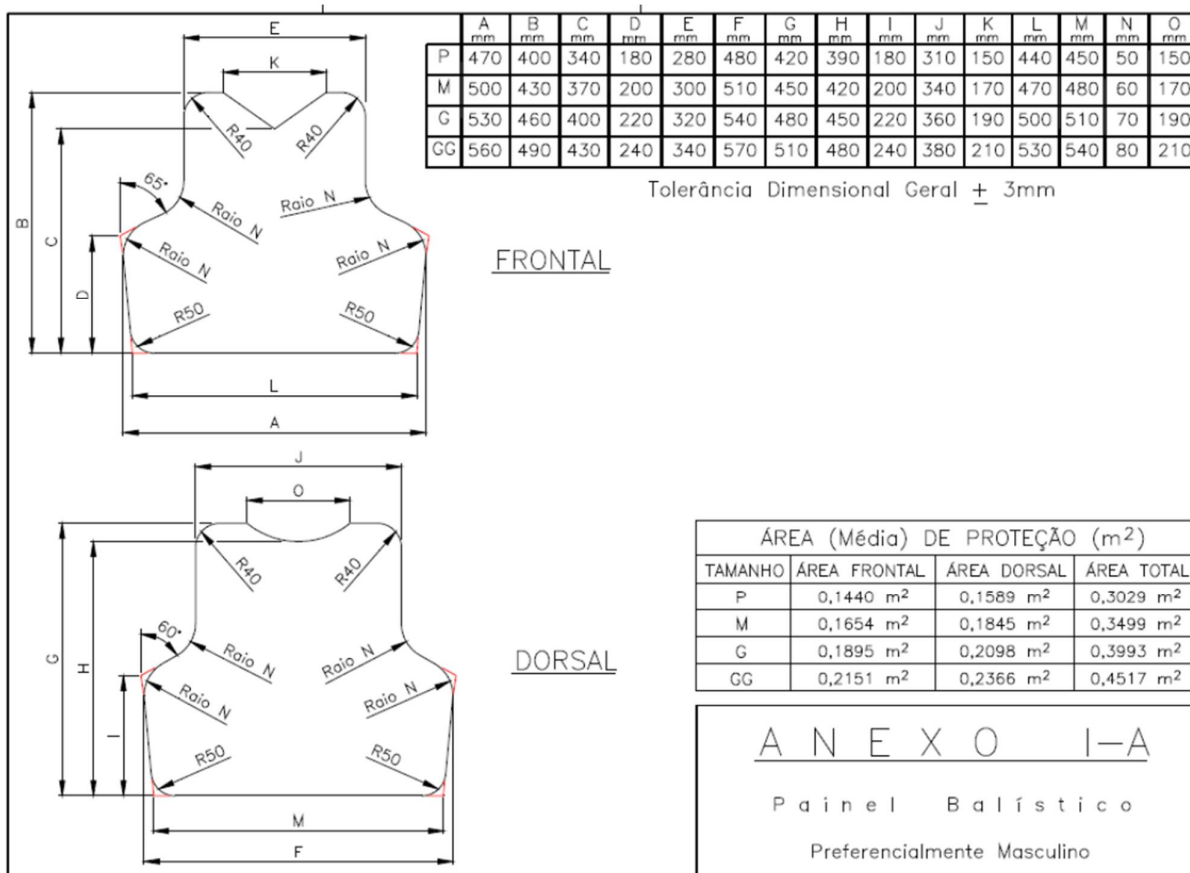 A B C D E F G H I J K L M N O
mm mm mm mm mm mm mm mm mm mm mm mm mm mm mm
P 470 400 340 180 280 480 420 390 180 310 150 440 450 50 150
M 500 430 370 200 300 510 450 420 200 340 170 470 480 60 170
G 530 460 400 220 320 540 480 450 220 360 190 500 510 70 190
GG 560 490 430 240 340 570 510 480 240 380 210 530 540 80 210
Tolerância Dimensional Geral ± 3mm
E
K
R40 R40
65°
Raio N Raio N
B C
Raio N Raio N
D
R50 R50
FRONTAL
L
A
J
O
R40 R40
60°
Raio N Raio N
G H
Raio N Raio N
I
R50 R50
DORSAL
M
F
ÁREA (Média) DE PROTEÇÃO (m²)
TAMANHO ÁREA FRONTAL ÁREA DORSAL ÁREA TOTAL
P 0,1440 m² 0,1589 m² 0,3029 m²
M 0,1654 m² 0,1845 m² 0,3499 m²
G 0,1895 m² 0,2098 m² 0,3993 m²
GG 0,2151 m² 0,2366 m² 0,4517 m²
ANEXO I-A
Painel Balístico
Preferencialmente Masculino